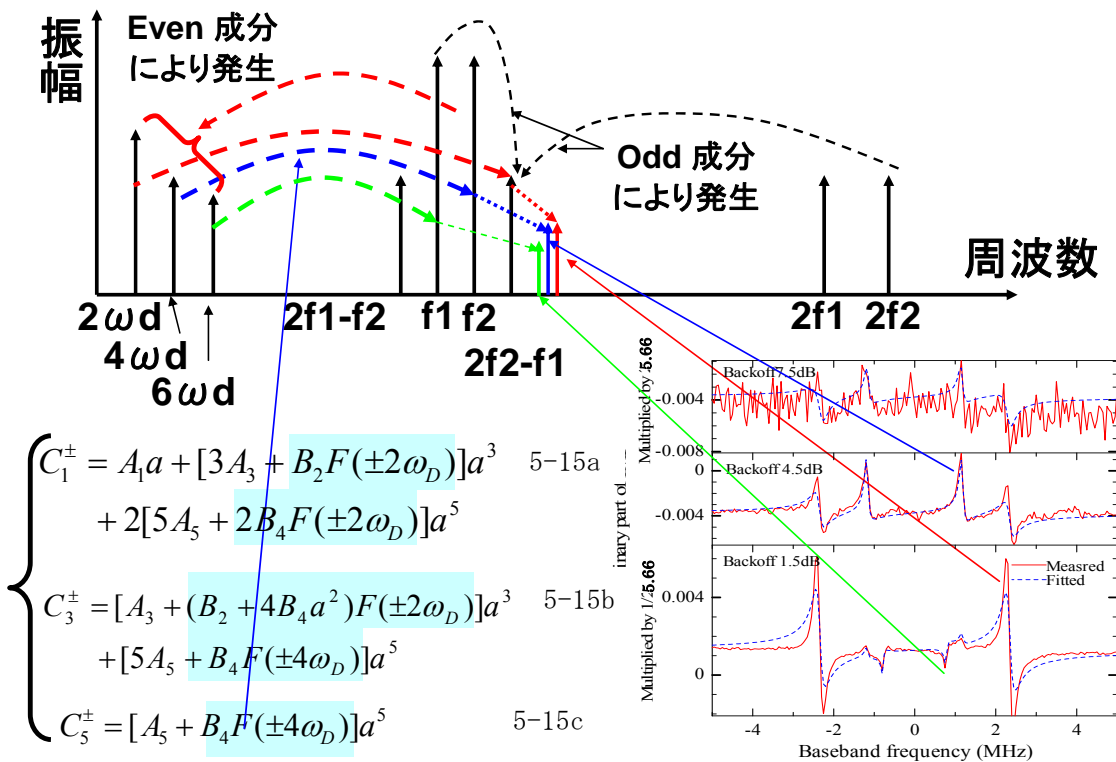 振幅
Even 成分
により発生
Odd 成分
により発生
周波数
2ωd
4ωd
6ωd
2f1-f2
f1
f2
2f2-f1
2f1
2f2
C₁^± = A₁a + [3A₃ + B₂F(±2ω_D)]a³ 5-15a
+ 2[5A₅ + 2B₄F(±2ω_D)]a⁵
C₃^± = [A₃ + (B₂ + 4B₄a²)F(±2ω_D)]a³ 5-15b
+[5A₅ + B₄F(±4ω_D)]a⁵
C₅^± = [A₅ + B₄F(±4ω_D)]a⁵ 5-15c
Backoff7.5dB
-0.004
-0.008
Backoff 4.5dB
0
-0.004
Backoff 1.5dB
Measred
Fitted
0.004
0
Multiplied by 5.66
inary part of
Multiplied by 1/25.66
-4
-2
0
2
4
Baseband frequency (MHz)